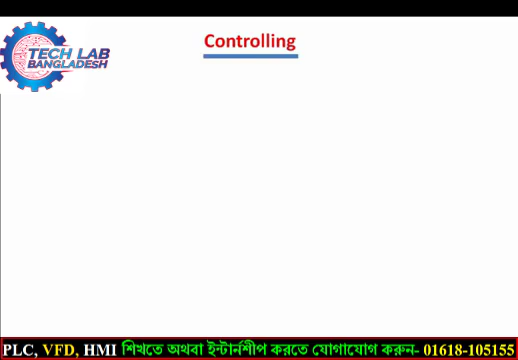 Controlling
TECH LAB
BANGLADESH
PLC, VFD, HMI শিখতে অথবা ইন্টার্নশীপ করতে যোগাযোগ করুন- 01618-105155